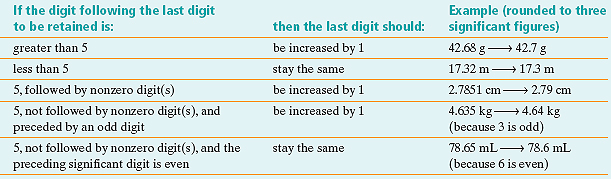 If the digit following the last digit to be retained is: then the last digit should: Example (rounded to three significant figures)
greater than 5 be increased by 1 42.68 g ⟶ 42.7 g
less than 5 stay the same 17.32 m ⟶ 17.3 m
5, followed by nonzero digit(s) be increased by 1 2.7851 cm ⟶ 2.79 cm
5, not followed by nonzero digit(s), and be increased by 1 4.635 kg ⟶ 4.64 kg
preceded by an odd digit (because 3 is odd)
5, not followed by nonzero digit(s), and the stay the same 78.65 mL ⟶ 78.6 mL
preceding significant digit is even (because 6 is even)